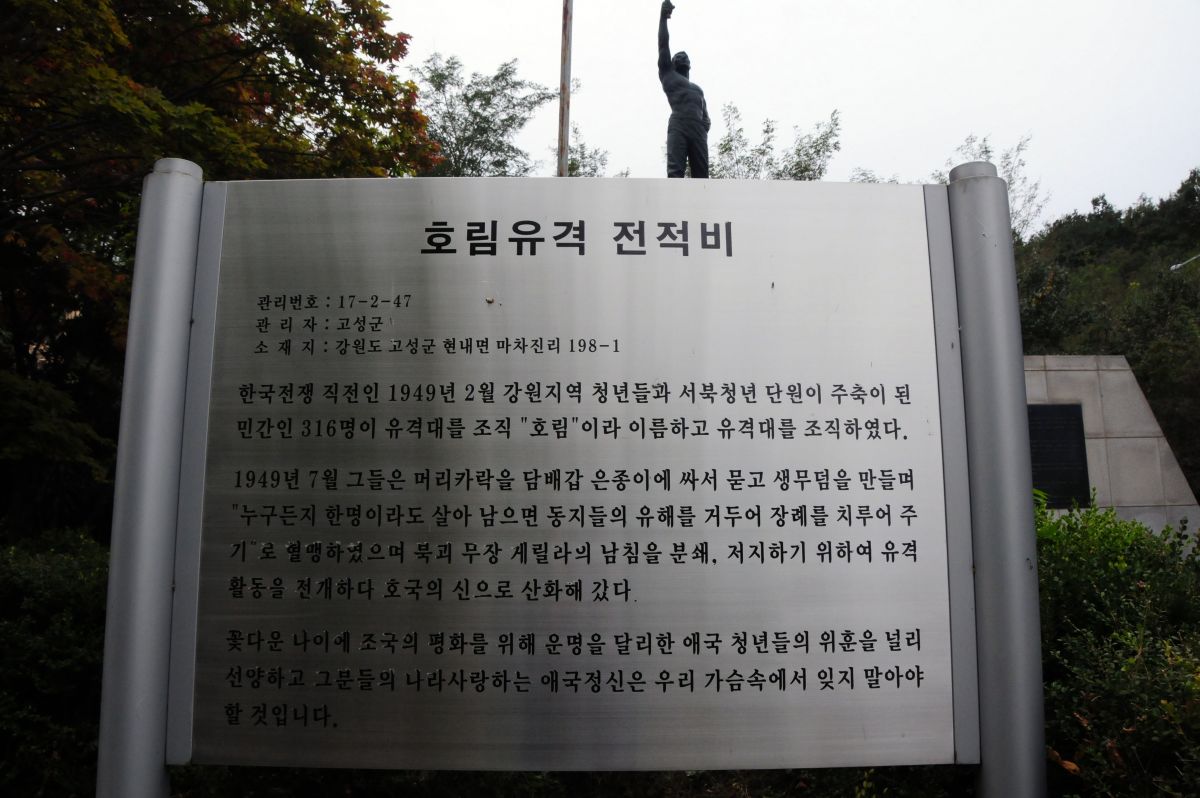 호림유격 전적비
관리번호 : 17-2-47
관 리 자 : 고성군
소 재 지 : 강원도 고성군 현내면 마차진리 198-1
한국전쟁 직전인 1949년 2월 강원지역 청년들과 서북청년 단원이 주축이 된
민간인 316명이 유격대를 조직 "호림"이라 이름하고 유격대를 조직하였다.
1949년 7월 그들은 머리카락을 담배갑 은종이에 싸서 묻고 생무덤을 만들며
"누구든지 한명이라도 살아 남으면 동지들의 유해를 거두어 장례를 치루어 주
기"로 혈맹하였으며 북괴 무장 게릴라의 남침을 분쇄, 저지하기 위하여 유격
활동을 전개하다 호국의 신으로 산화해 갔다.
꽃다운 나이에 조국의 평화를 위해 운명을 달리한 애국 청년들의 위훈을 널리
선양하고 그분들의 나라사랑하는 애국정신은 우리 가슴속에서 잊지 말아야
할 것입니다.